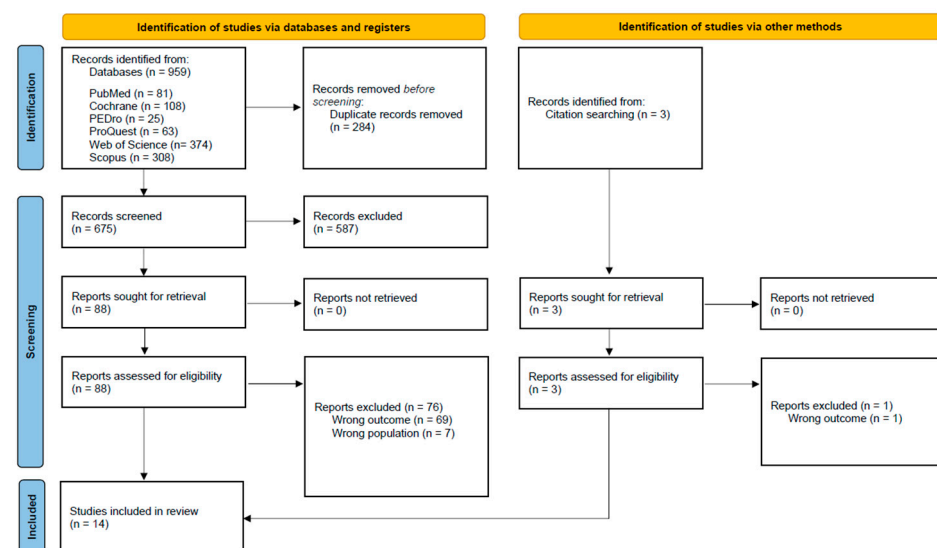 Identification of studies via databases and registers
Identification of studies via other methods
Identification
Records identified from:
Databases (n = 959)
PubMed (n = 81)
Cochrane (n = 108)
PEDro (n = 25)
ProQuest (n = 63)
Web of Science (n= 374)
Scopus (n = 308)
Records removed before
screening:
Duplicate records removed
(n = 284)
Records identified from:
Citation searching (n = 3)
Screening
Records screened
(n = 675)
Records excluded
(n = 587)
Reports sought for retrieval
(n = 88)
Reports not retrieved
(n = 0)
Reports sought for retrieval
(n = 3)
Reports not retrieved
(n = 0)
Reports assessed for eligibility
(n = 88)
Reports excluded (n = 76)
Wrong outcome (n = 69)
Wrong population (n = 7)
Reports assessed for eligibility
(n = 3)
Reports excluded (n = 1)
Wrong outcome (n = 1)
Included
Studies included in review
(n = 14)